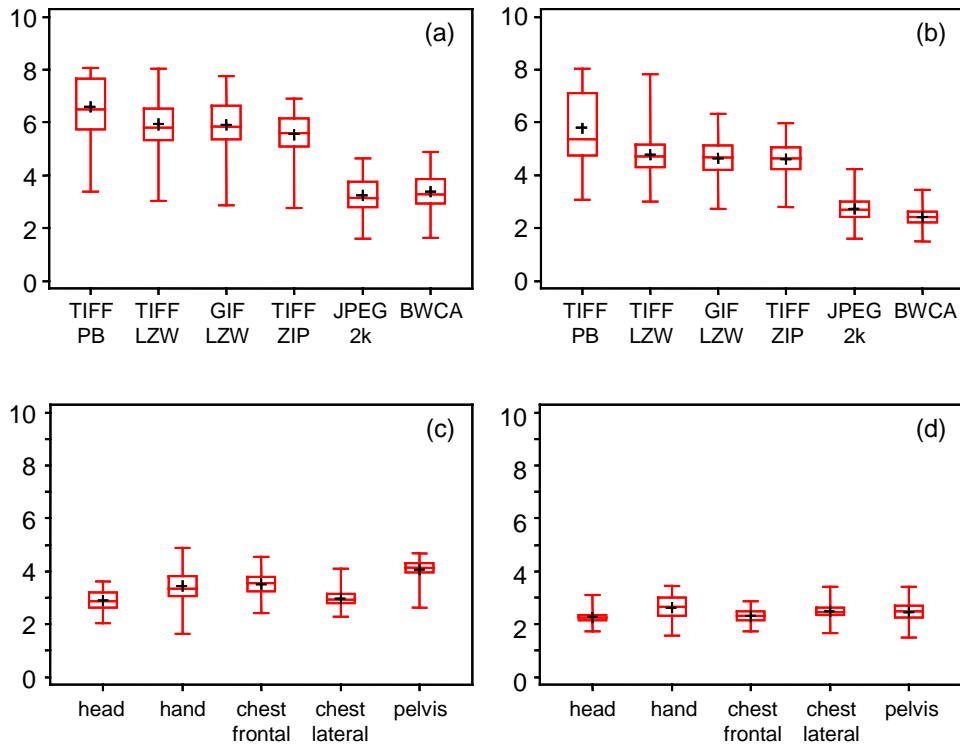 10
8
6
4
2
0
(a)
TIFF TIFF GIF TIFF JPEG BWCA
PB LZW LZW ZIP 2k
10
8
6
4
2
0
(b)
TIFF TIFF GIF TIFF JPEG BWCA
PB LZW LZW ZIP 2k
10
8
6
4
2
0
(c)
head hand chest chest pelvis
frontal lateral
10
8
6
4
2
0
(d)
head hand chest chest pelvis
frontal lateral